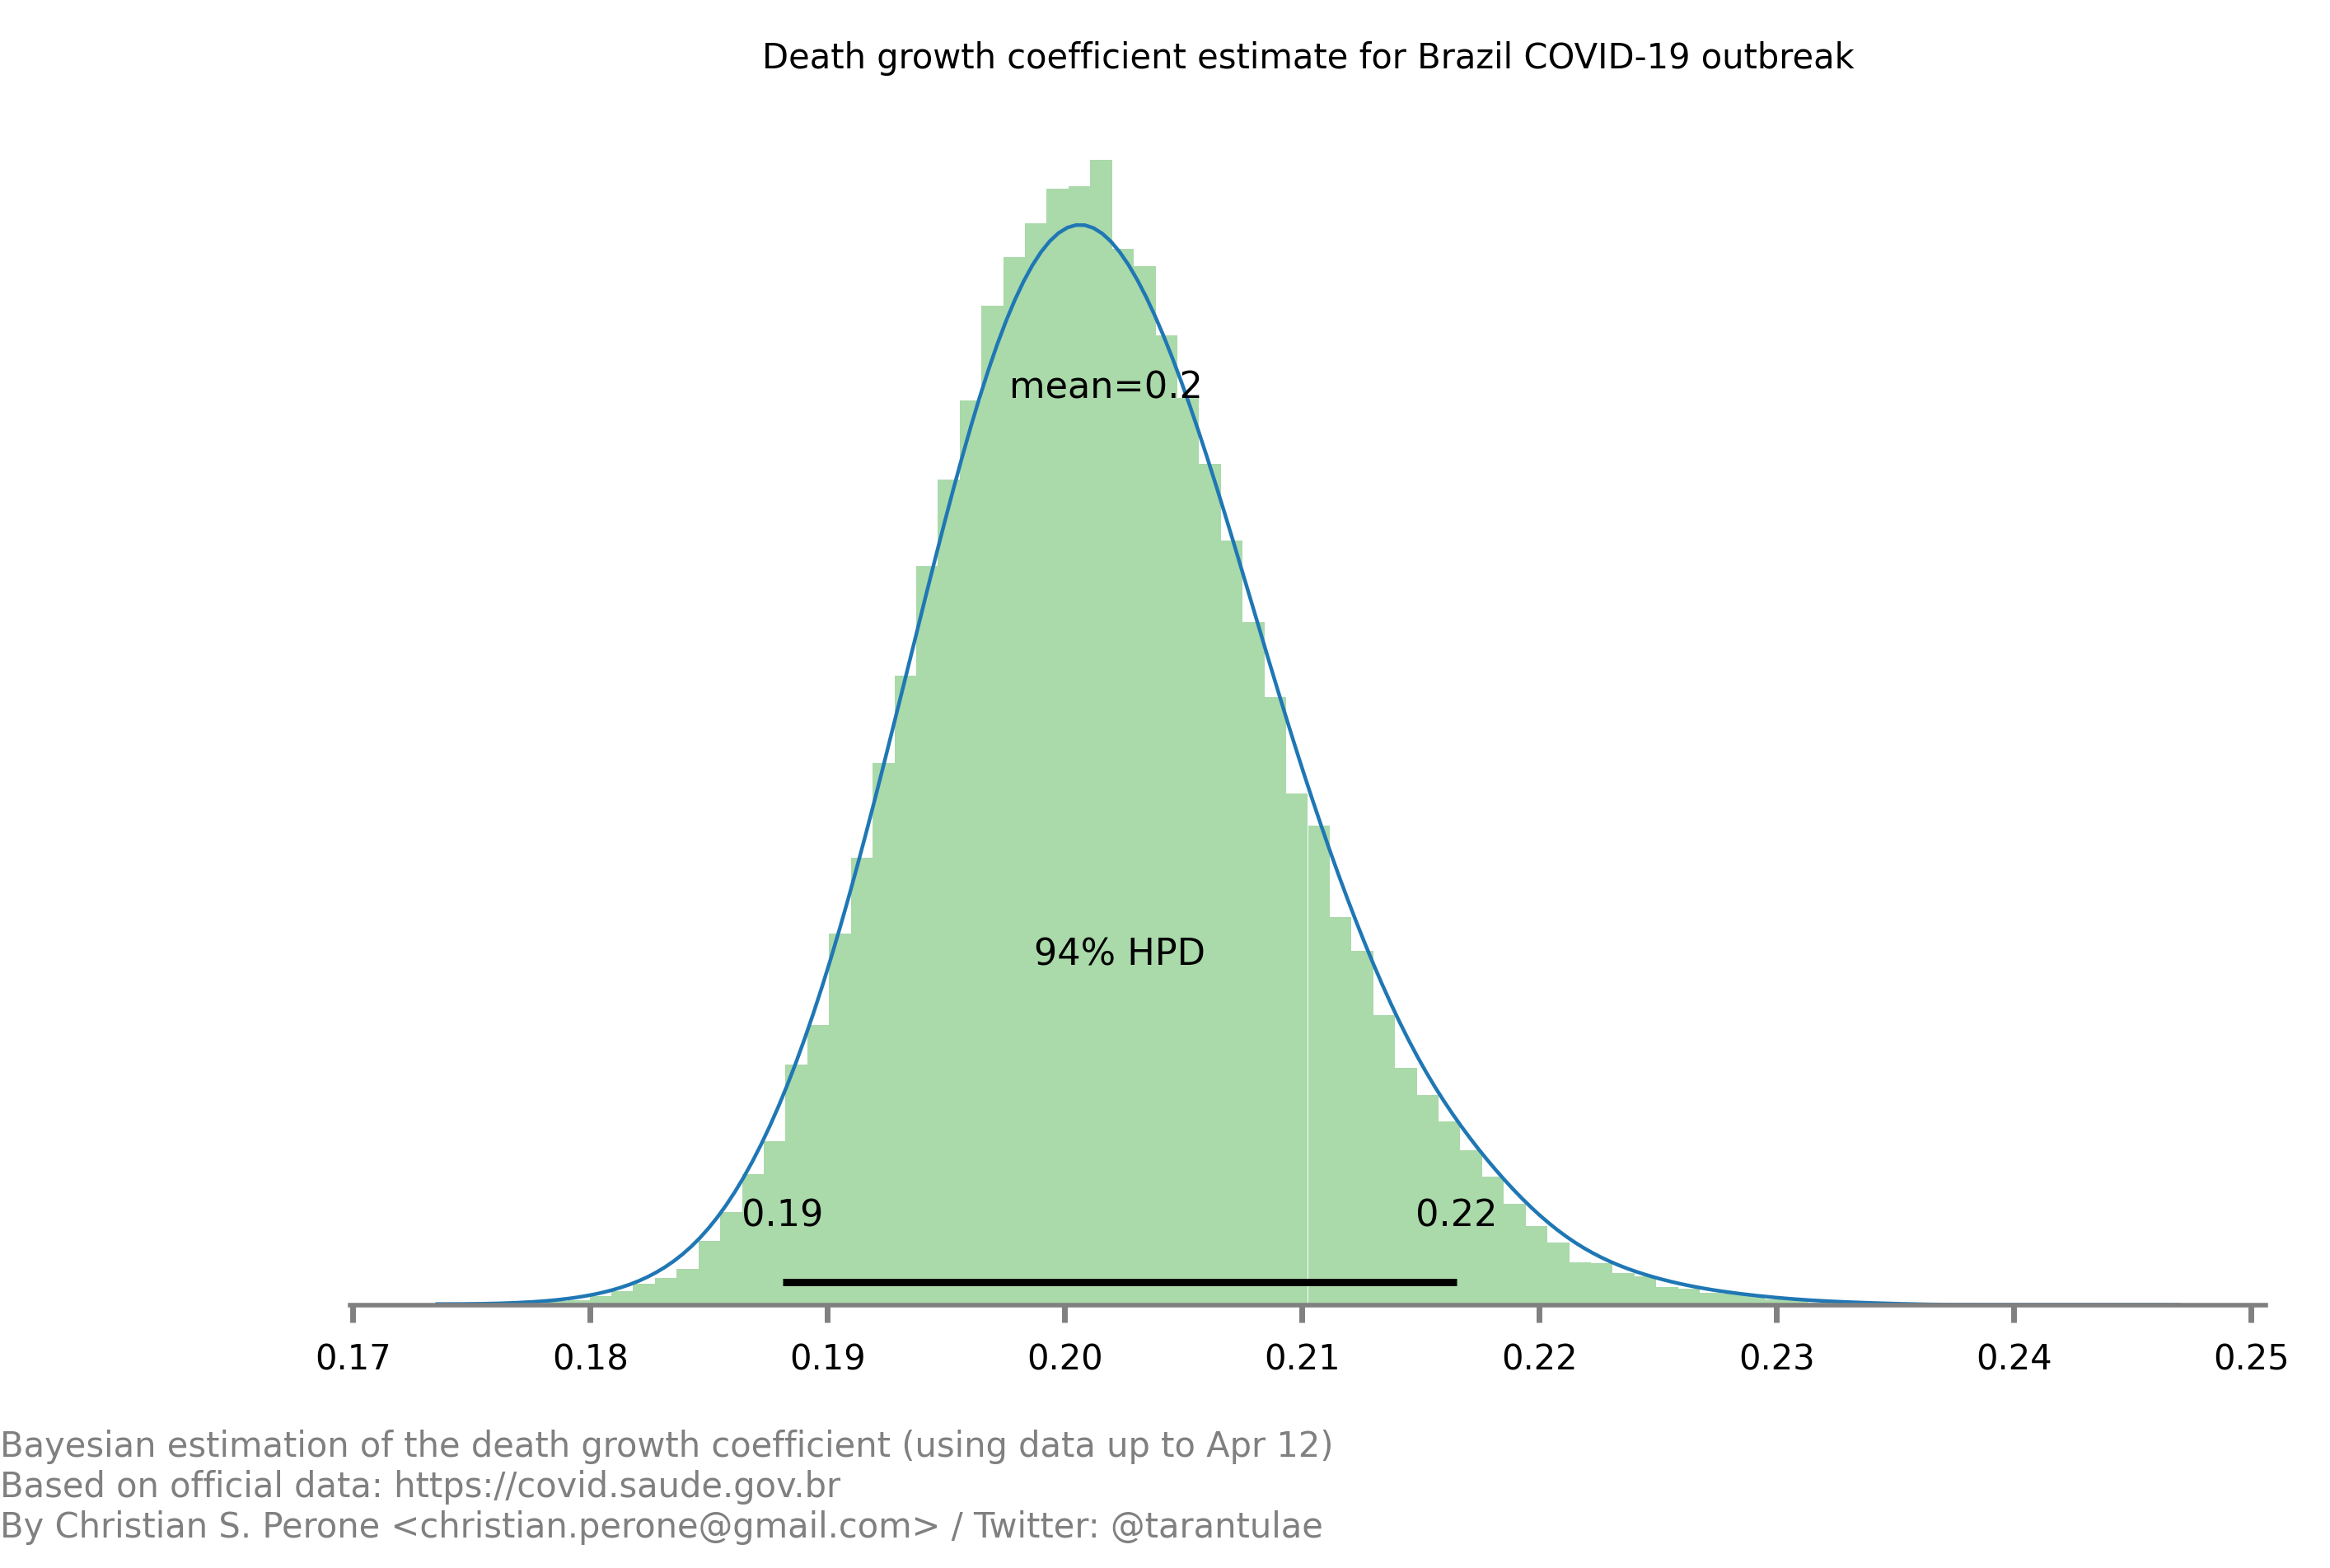 Death growth coefficient estimate for Brazil COVID-19 outbreak
mean=0.2
94% HPD
0.19 0.22
0.17 0.18 0.19 0.20 0.21 0.22 0.23 0.24 0.25
Bayesian estimation of the death growth coefficient (using data up to Apr 12)
Based on official data: https://covid.saude.gov.br
By Christian S. Perone <christian.perone@gmail.com> / Twitter: @tarantulae